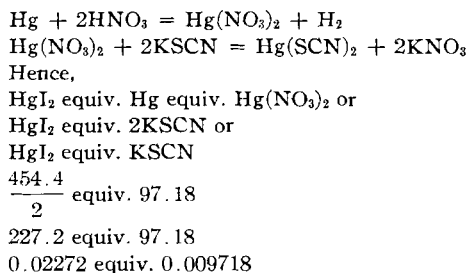 Hg + 2HNO₃ = Hg(NO₃)₂ + H₂
Hg(NO₃)₂ + 2KSCN = Hg(SCN)₂ + 2KNO₃
Hence,
HgI₂ equiv. Hg equiv. Hg(NO₃)₂ or
HgI₂ equiv. 2KSCN or
HgI₂ equiv. KSCN
454.4
2 equiv. 97.18
227.2 equiv. 97.18
0.02272 equiv. 0.009718